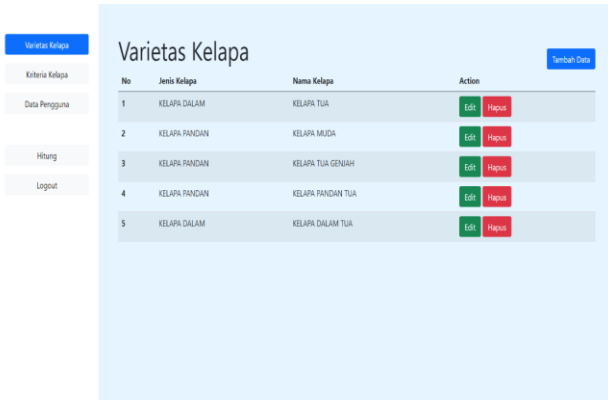 Varietas Kelapa
Kriteria Kelapa
Data Pengguna
Hitung
Logout
Varietas Kelapa
Tambah Data
No Jenis Kelapa Nama Kelapa Action
1 KELAPA DALAM KELAPA TUA Edit Hapus
2 KELAPA PANDAN KELAPA MUDA Edit Hapus
3 KELAPA PANDAN KELAPA TUA GENJAH Edit Hapus
4 KELAPA PANDAN KELAPA PANDAN TUA Edit Hapus
5 KELAPA DALAM KELAPA DALAM TUA Edit Hapus